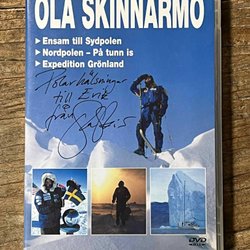 OLA SKINNARMO
Ensam till Sydpolen
Nordpolen – På tunn is
Expedition Grönland
Polarhälsningar
till Erik
från
DVD